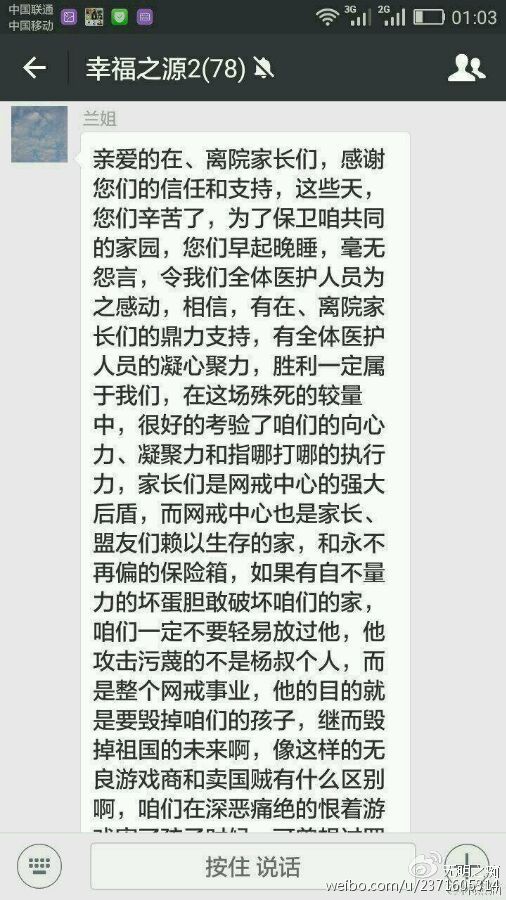 中国联通
中国移动
3G
2G
01:03
幸福之源2(78)
兰姐
亲爱的在、离院家长们，感谢
您们的信任和支持，这些天，
您们辛苦了，为了保卫咱共同
的家园，您们早起晚睡，毫无
怨言，令我们全体医护人员为
之感动，相信，有在、离院家
长们的鼎力支持，有全体医护
人员的凝心聚力，胜利一定属
于我们，在这场殊死的较量
中，很好的考验了咱们的向心
力、凝聚力和指哪打哪的执行
力，家长们是网戒中心的强大
后盾，而网戒中心也是家长、
盟友们赖以生存的家，和永不
再偏的保险箱，如果有自不量
力的坏蛋胆敢破坏咱们的家，
咱们一定不要轻易放过他，他
攻击污蔑的不是杨叔个人，而
是整个网戒事业，他的目的就
是要毁掉咱们的孩子，继而毁
掉祖国的未来啊，像这样的无
良游戏商和卖国贼有什么区别
啊，咱们在深恶痛绝的恨着游
按住 说话
weibo.com/u/2371605314